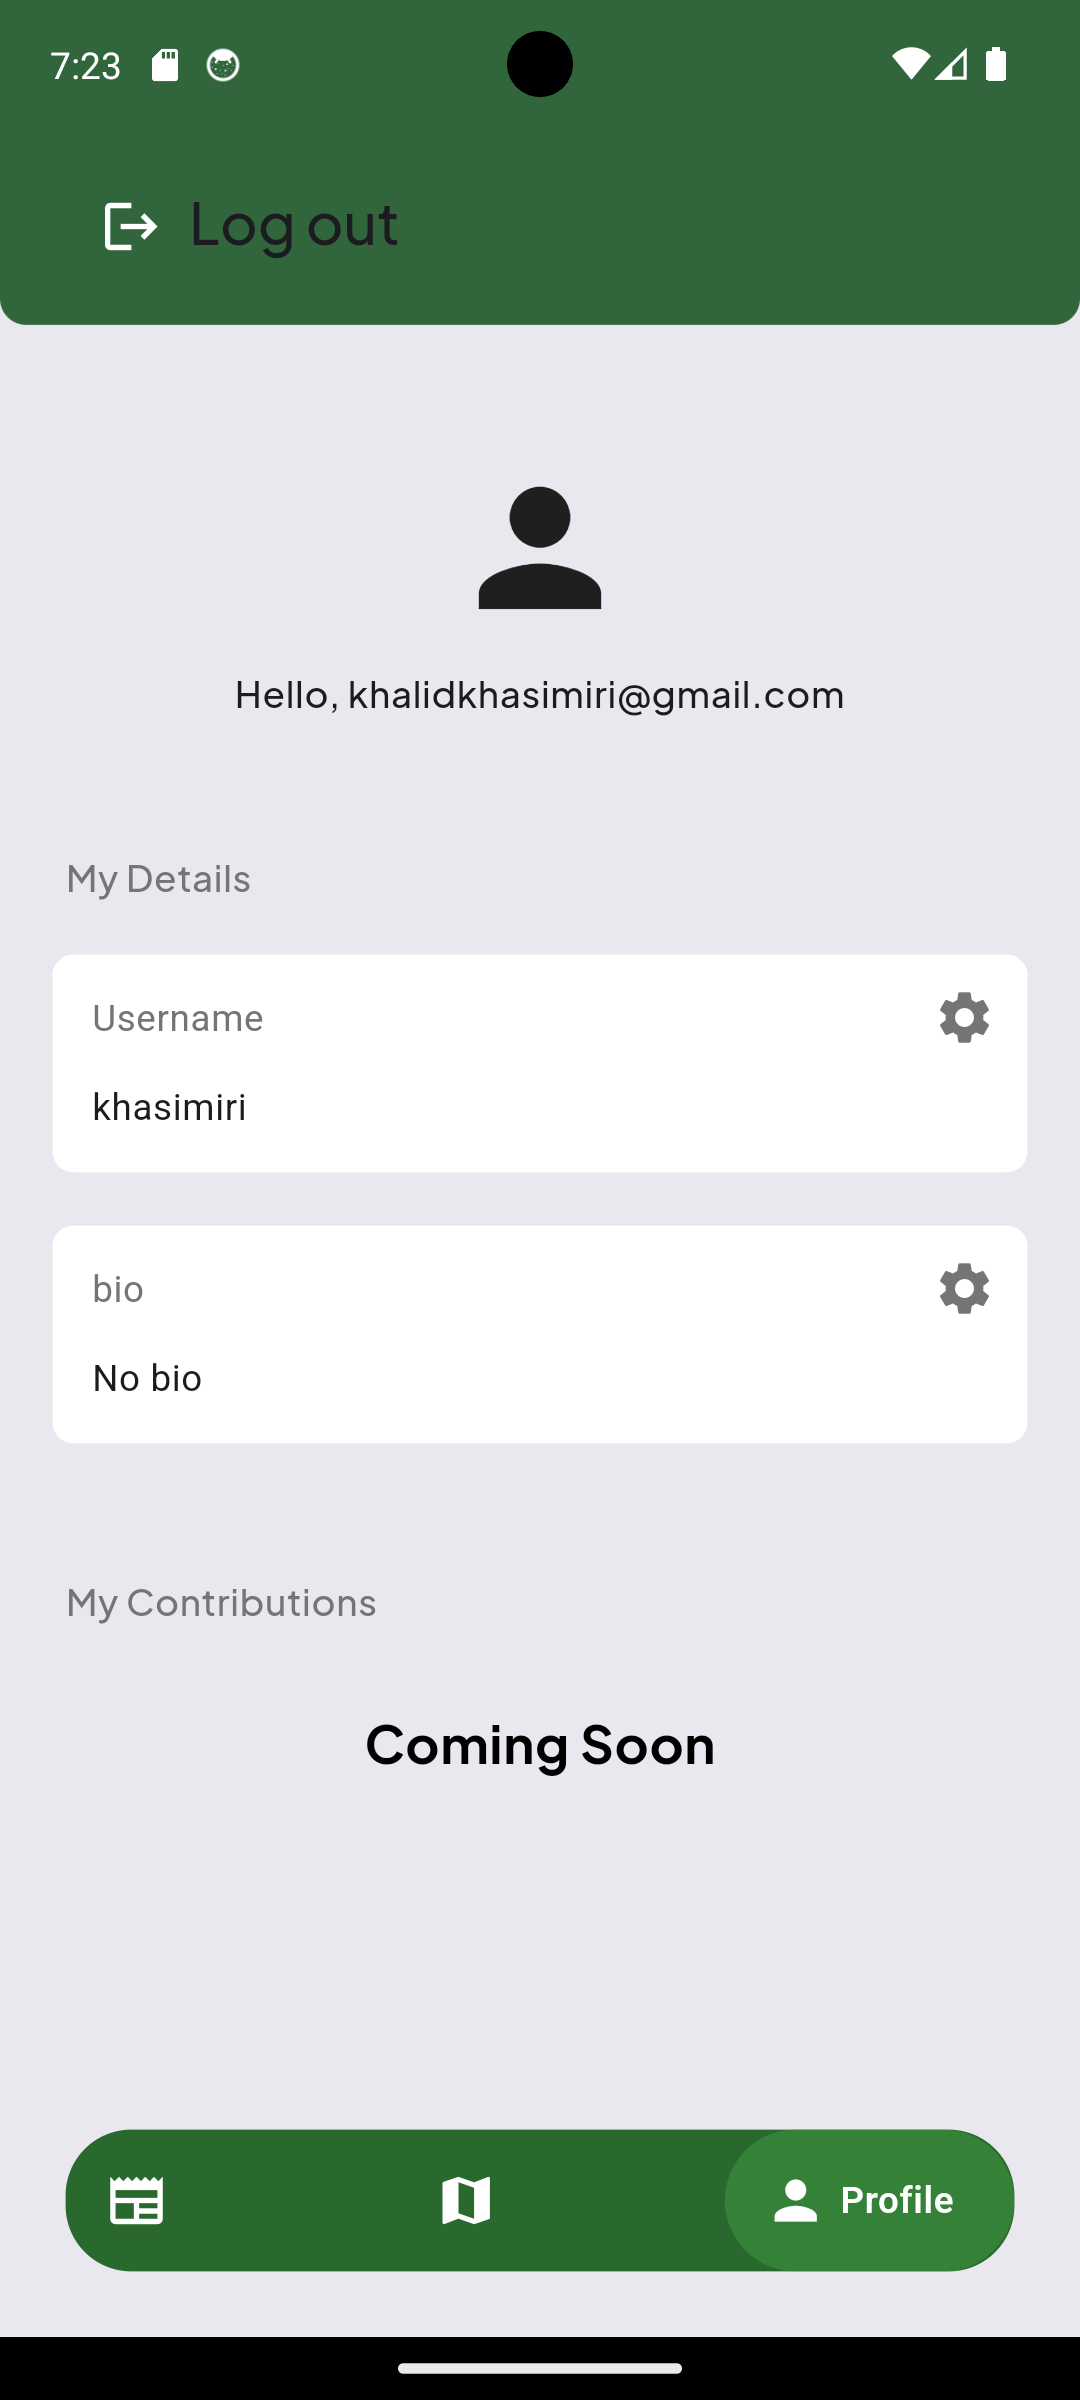 7:23
Log out
Hello, khalidkhasimiri@gmail.com
My Details
Username
khasimiri
bio
No bio
My Contributions
Coming Soon
Profile